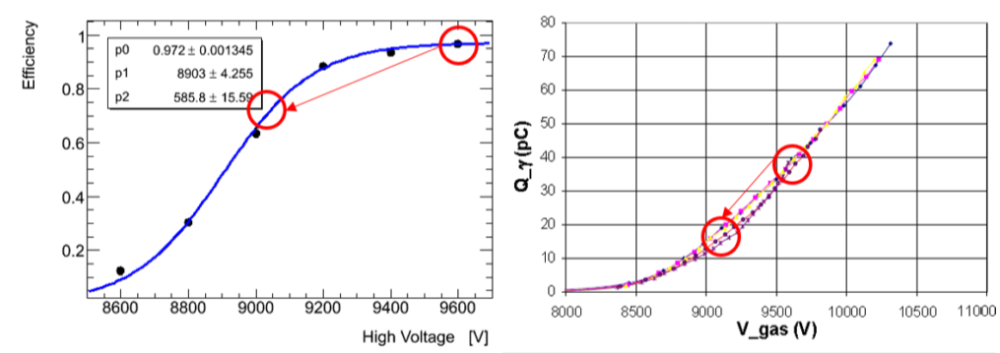 Efficiency
1
0.8
0.6
0.4
0.2
p0 0.972 ± 0.001345
p1 8903 ± 4.255
p2 585.8 ± 15.59
8600 8800 9000 9200 9400 9600
High Voltage [V]
Q_γ (pC)
80
70
60
50
40
30
20
10
0
8000 8500 9000 9500 10000 10500 11000
V_gas (V)